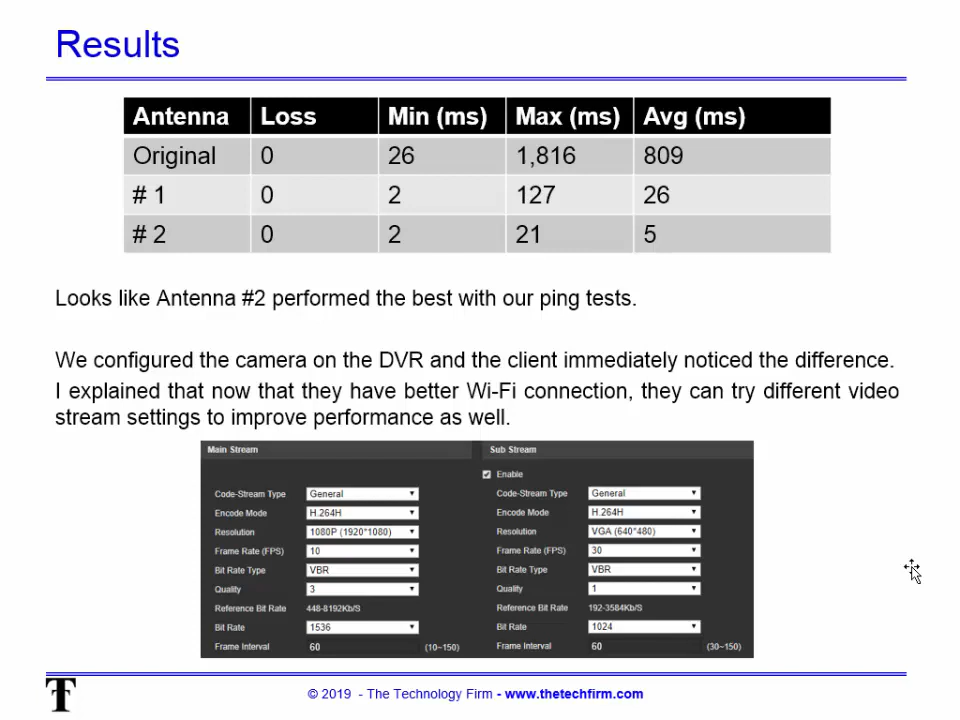 Results
Antenna Loss Min (ms) Max (ms) Avg (ms)
Original 0 26 1,816 809
# 1 0 2 127 26
# 2 0 2 21 5
Looks like Antenna #2 performed the best with our ping tests.
We configured the camera on the DVR and the client immediately noticed the difference.
I explained that now that they have better Wi-Fi connection, they can try different video
stream settings to improve performance as well.
Main Stream
Code-Stream Type General
Encode Mode H.264H
Resolution 1080P (1920*1080)
Frame Rate (FPS) 10
Bit Rate Type VBR
Quality 3
Reference Bit Rate 448-8192Kb/S
Bit Rate 1536
Frame Interval 60 (10~150)
Sub Stream
Enable
Code-Stream Type General
Encode Mode H.264H
Resolution VGA (640*480)
Frame Rate (FPS) 30
Bit Rate Type VBR
Quality 1
Reference Bit Rate 192-3584Kb/S
Bit Rate 1024
Frame Interval 60 (30~150)
T
© 2019 - The Technology Firm - www.thetechfirm.com